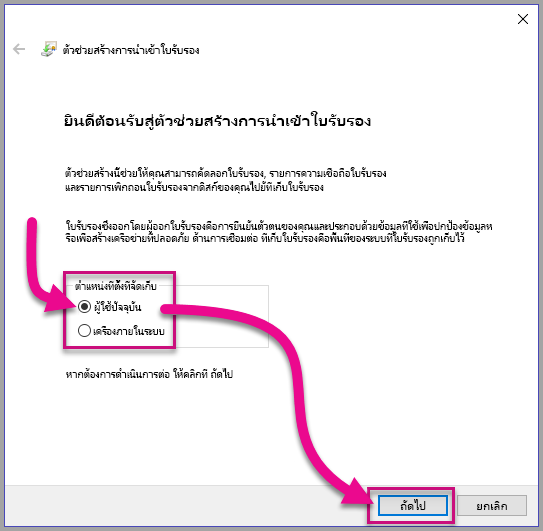 ตัวช่วยสร้างการนำเข้าใบรับรอง
ยินดีต้อนรับสู่ตัวช่วยสร้างการนำเข้าใบรับรอง
ตัวช่วยสร้างนี้ช่วยให้คุณสามารถคัดลอกใบรับรอง, รายการความเชื่อถือใบรับรอง
และรายการเพิกถอนใบรับรองจากดิสก์ของคุณไปยังที่เก็บใบรับรอง
ใบรับรองซึ่งออกโดยผู้ออกใบรับรองคือการยืนยันตัวตนของคุณและประกอบด้วยข้อมูลที่ใช้เพื่อปกป้องข้อมูลห
รือเพื่อสร้างเครือข่ายที่ปลอดภัย ด้านการเชื่อมต่อ ที่เก็บใบรับรองคือพื้นที่ของระบบที่ใบรับรองถูกเก็บไว้
ตำแหน่งที่ตั้งที่จัดเก็บ
ผู้ใช้ปัจจุบัน
เครื่องภายในระบบ
หากต้องการดำเนินการต่อ ให้คลิกที่ ถัดไป
ถัดไป
ยกเลิก